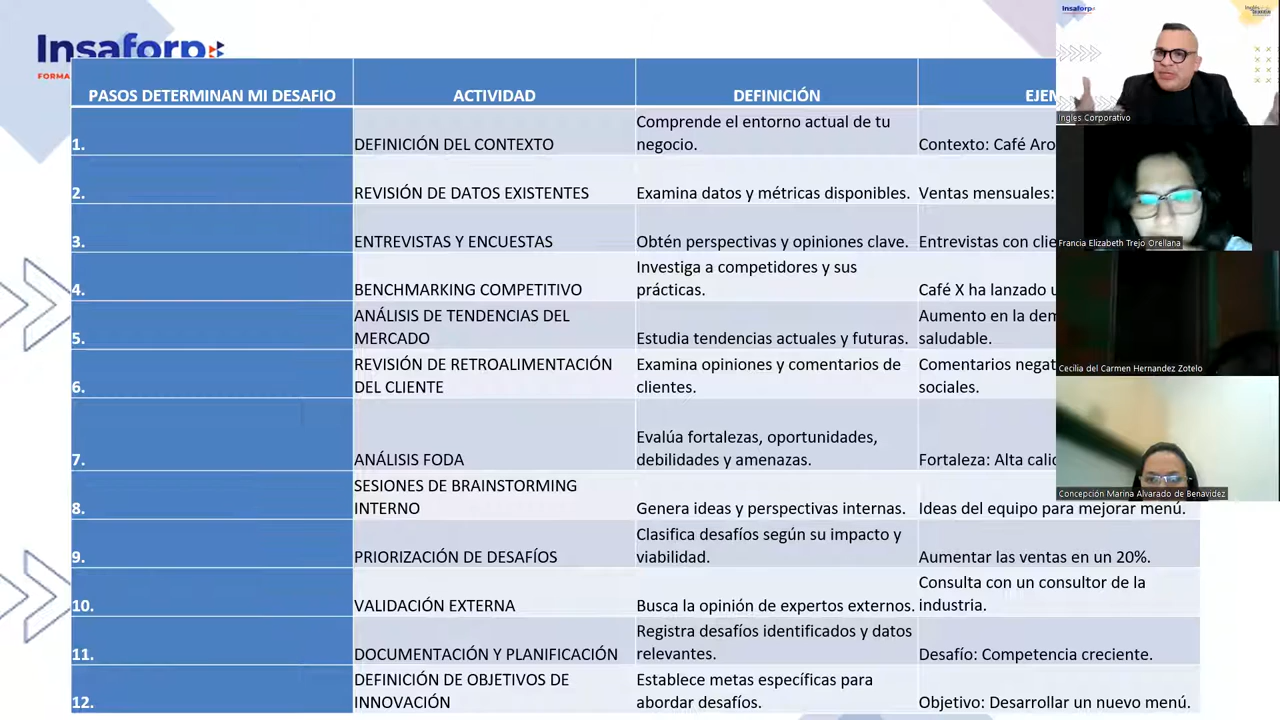 Insaforp
FORMA
PASOS DETERMINAN MI DESAFIO ACTIVIDAD DEFINICIÓN
1. DEFINICIÓN DEL CONTEXTO Comprende el entorno actual de tu
negocio. Contexto: Café
2. REVISIÓN DE DATOS EXISTENTES Examina datos y métricas disponibles. Ventas mensuales:
3. ENTREVISTAS Y ENCUESTAS Obtén perspectivas y opiniones clave. Entrevistas con
4. BENCHMARKING COMPETITIVO Investiga a competidores y sus
prácticas. Café X ha lanzado
5. ANÁLISIS DE TENDENCIAS DEL
MERCADO Estudia tendencias actuales y futuras. Aumento en la
saludable.
6. REVISIÓN DE RETROALIMENTACIÓN
DEL CLIENTE Examina opiniones y comentarios de
clientes. Comentarios
sociales.
7. ANÁLISIS FODA Evalúa fortalezas, oportunidades,
debilidades y amenazas. Fortaleza: Alta
8. SESIONES DE BRAINSTORMING
INTERNO Genera ideas y perspectivas internas. Ideas del equipo para mejorar menú.
9. PRIORIZACIÓN DE DESAFÍOS Clasifica desafíos según su impacto y
viabilidad. Aumentar las ventas en un 20%.
10. VALIDACIÓN EXTERNA Busca la opinión de expertos externos. Consulta con un consultor de la
industria.
11. DOCUMENTACIÓN Y PLANIFICACIÓN Registra desafíos identificados y datos
relevantes. Desafío: Competencia creciente.
12. DEFINICIÓN DE OBJETIVOS DE
INNOVACIÓN Establece metas específicas para
abordar desafíos. Objetivo: Desarrollar un nuevo menú.
Insaforp
Ingles Corporativo
Francia Elizabeth Trejo Orellana
Cecilia del Carmen Hernandez Zotelo
Concepción Marina Alvarado de Benavidez